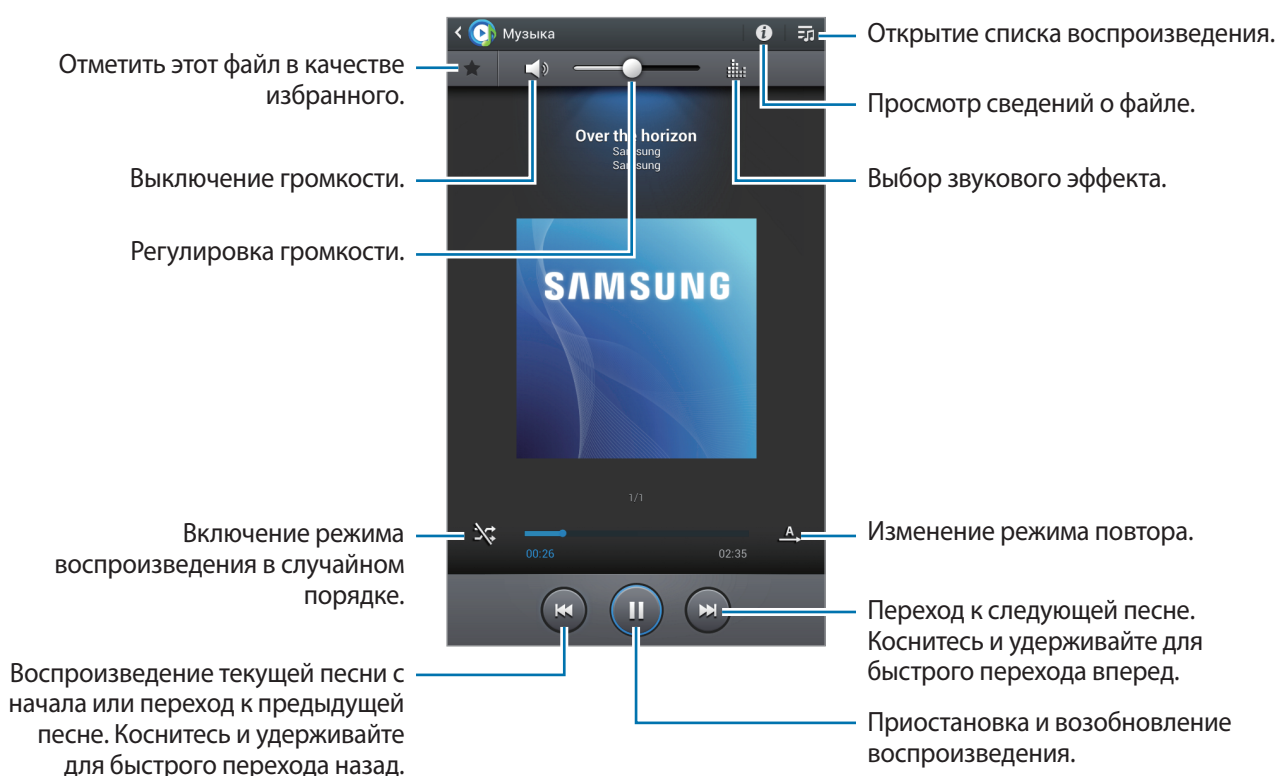 Музыка
Открытие списка воспроизведения.
Отметить этот файл в качестве
избранного.
Просмотр сведений о файле.
Over the horizon
Samsung
Samsung
Выключение громкости.
Выбор звукового эффекта.
Регулировка громкости.
SAMSUNG
1/1
Включение режима
воспроизведения в случайном
порядке.
A
Изменение режима повтора.
00:26
02:35
Переход к следующей песне.
Коснитесь и удерживайте для
быстрого перехода вперед.
Воспроизведение текущей песни с
начала или переход к предыдущей
песне. Коснитесь и удерживайте
для быстрого перехода назад.
Приостановка и возобновление
воспроизведения.